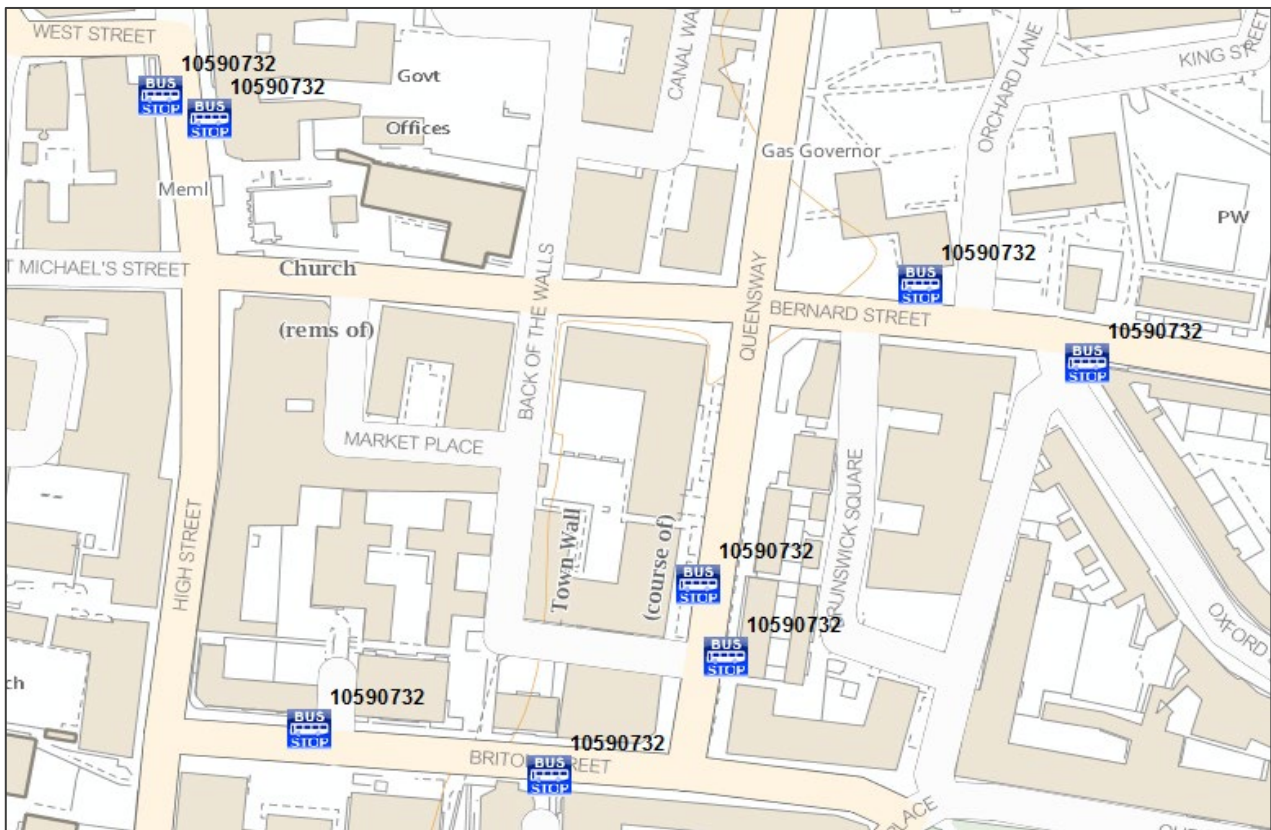 WEST STREET
10590732
BUS
STOP
10590732
BUS
STOP
Govt
Offices
CANAL WA
ORCHARD LANE
KING STREET
Gas Governor
Meml
PW
T MICHAEL'S STREET
Church
(rems of)
BACK OF THE WALLS
QUEENSWAY
10590732
BUS
STOP
BERNARD STREET
10590732
BUS
STOP
MARKET PLACE
HIGH STREET
Town Wall
(course of)
BRUNSWICK SQUARE
OXFORD
10590732
BUS
STOP
10590732
BUS
STOP
ch
10590732
BUS
STOP
10590732
BUS
STOP
BRITO STREET
PLACE